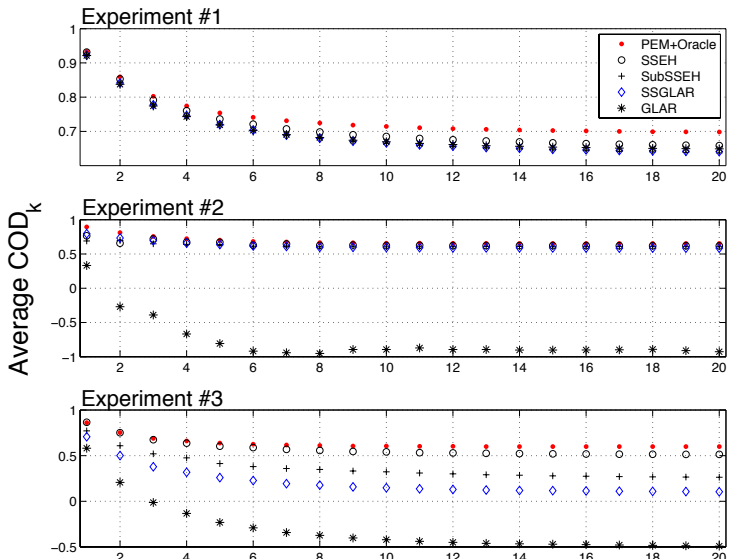 Experiment #1
1
0.9
0.8
0.7
PEM+Oracle
SSEH
SubSSEH
SSGLAR
GLAR
2 4 6 8 10 12 14 16 18 20
Average COD_k
Experiment #2
1
0.5
0
−0.5
−1
2 4 6 8 10 12 14 16 18 20
Experiment #3
1
0.5
0
−0.5
2 4 6 8 10 12 14 16 18 20